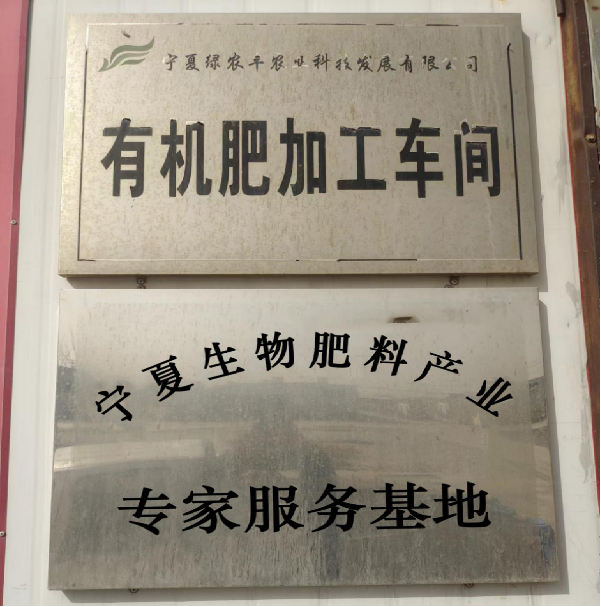 宁夏绿农丰农业科技发展有限公司
有机肥加工车间
宁夏生物肥料产业
专家服务基地